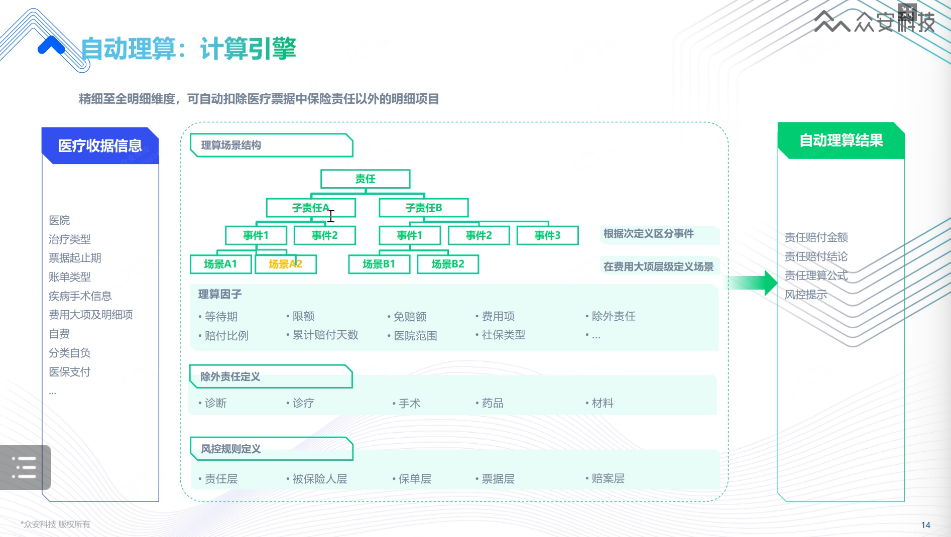 众安科技
自动理算：计算引擎
精细至全明细维度，可自动扣除医疗票据中保险责任以外的明细项目
医疗收据信息
医院
治疗类型
票据起止期
账单类型
疾病手术信息
费用大项及明细项
自费
分类自负
医保支付
...
理算场景结构
责任
子责任A
子责任B
事件1
事件2
事件1
事件2
事件3
根据次定义区分事件
场景A1
场景A2
场景B1
场景B2
在费用大项层级定义场景
理算因子
• 等待期
• 限额
• 免赔额
• 费用项
• 除外责任
• 赔付比例
• 累计赔付天数
• 医院范围
• 社保类型
• ...
除外责任定义
• 诊断
• 诊疗
• 手术
• 药品
• 材料
风控规则定义
• 责任层
• 被保险人层
• 保单层
• 票据层
• 赔案层
自动理算结果
责任赔付金额
责任赔付结论
责任理算公式
风控提示
*众安科技 版权所有
14